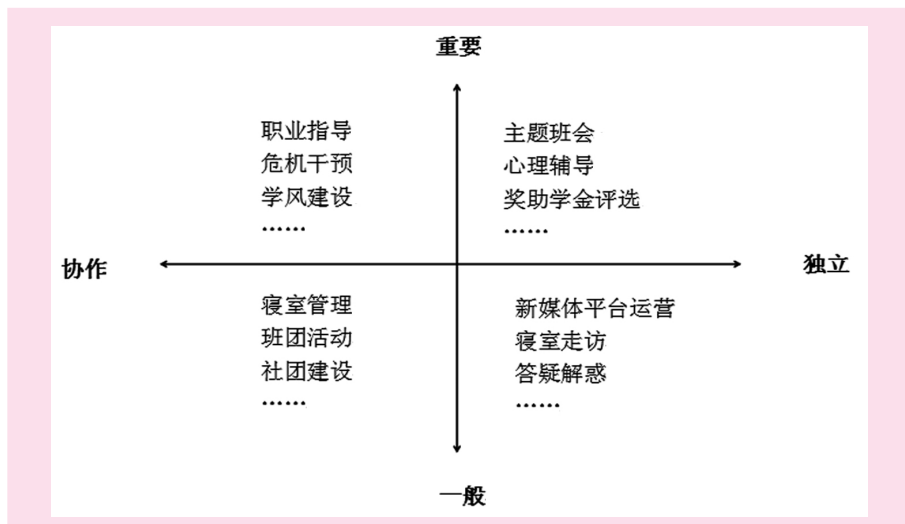 重要
职业指导
危机干预
学风建设
……
主题班会
心理辅导
奖助学金评选
……
协作
独立
寝室管理
班团活动
社团建设
……
新媒体平台运营
寝室走访
答疑解惑
……
一般